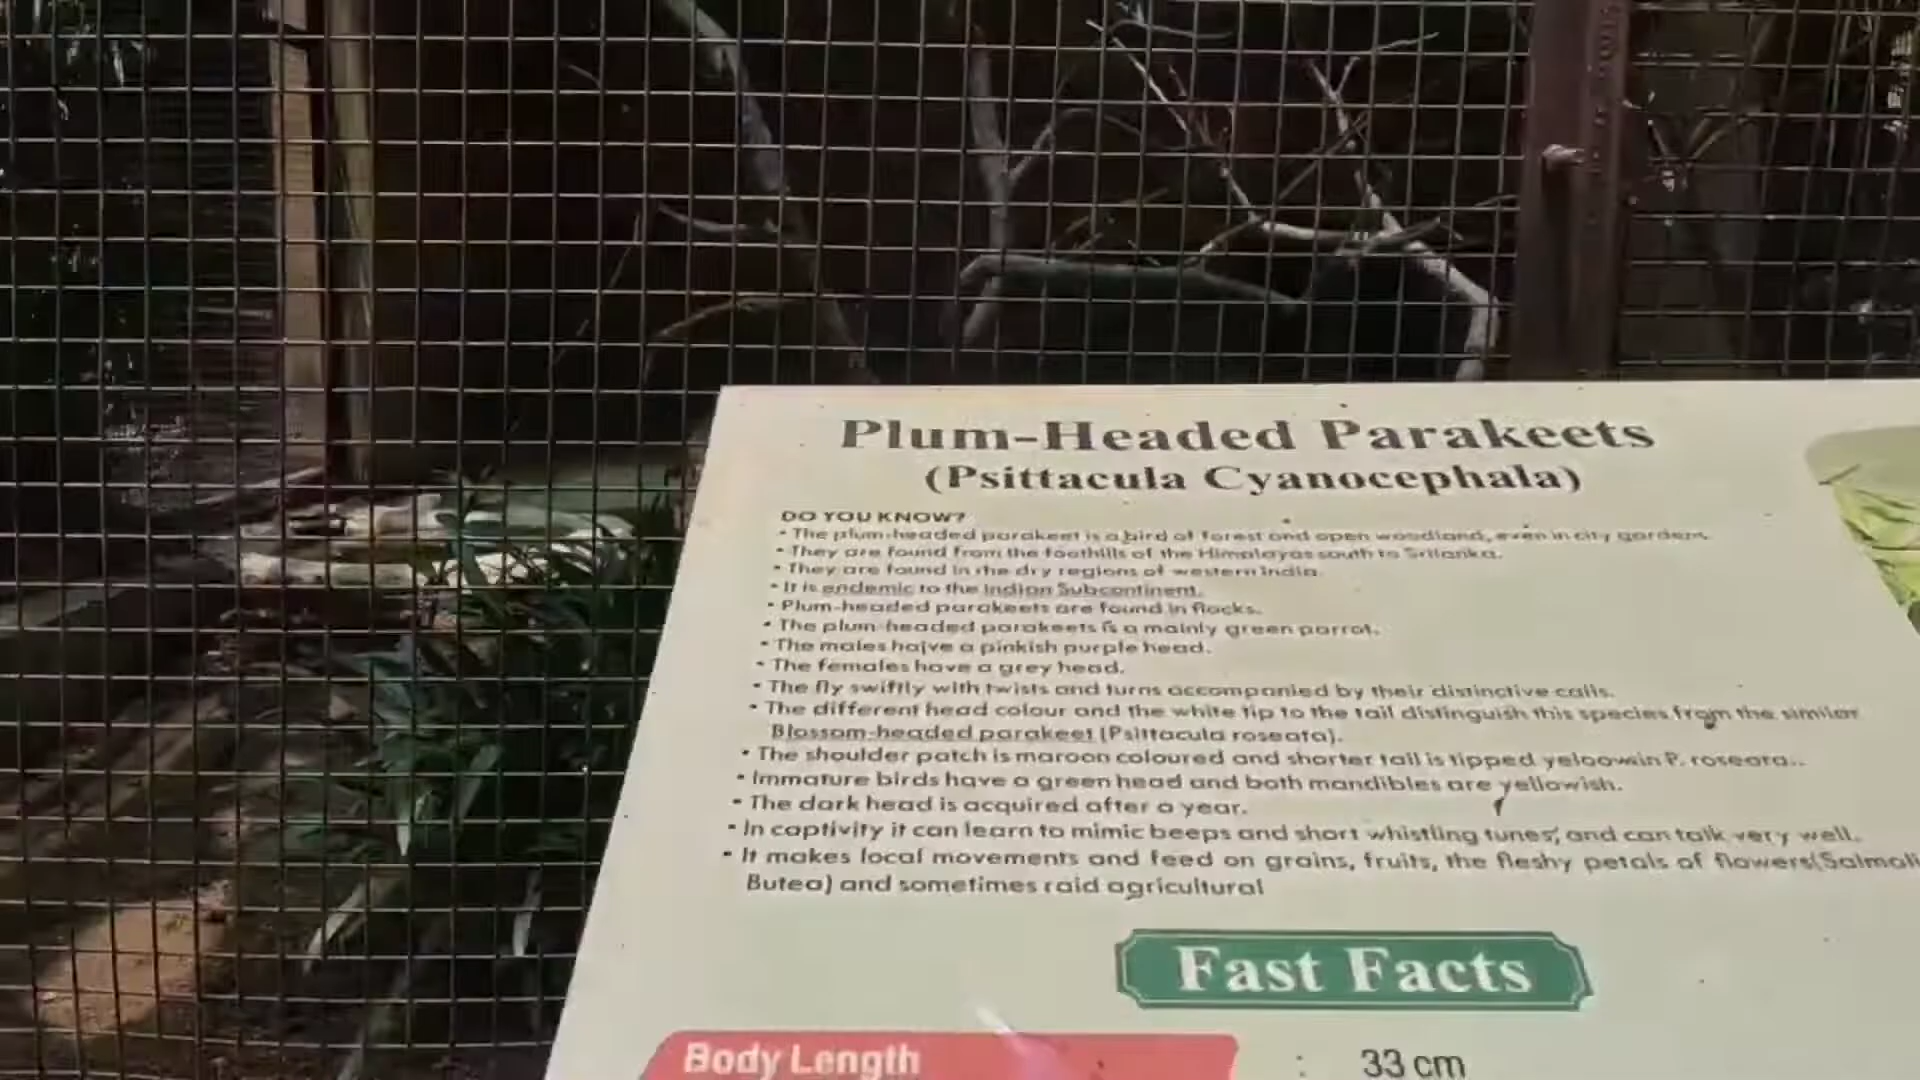 Plum-Headed Parakeets
(Psittacula Cyanocephala)
DO YOU KNOW?
• The plum-headed parakeet is a bird of forest and open woodland, even in city gardens.
• They are found from the foothills of the Himalayas south to Srilanka.
• They are found in the dry regions of western India.
• It is endemic to the Indian Subcontinent.
• Plum-headed parakeets are found in flocks.
• The plum-headed parakeets is a mainly green parrot.
• The males have a pinkish purple head.
• The females have a grey head.
• The fly swiftly with twists and turns accompanied by their distinctive calls.
• The different head colour and the white tip to the tail distinguish this species from the similar
Blossom-headed parakeet (Psittacula roseata).
• The shoulder patch is maroon coloured and shorter tail is tipped yeloowin P. roseara..
• Immature birds have a green head and both mandibles are yellowish.
• The dark head is acquired after a year.
• In captivity it can learn to mimic beeps and short whistling tunes, and can talk very well.
• It makes local movements and feed on grains, fruits, the fleshy petals of flowers(Salmali
Butea) and sometimes raid agricultural
Fast Facts
Body Length : 33 cm